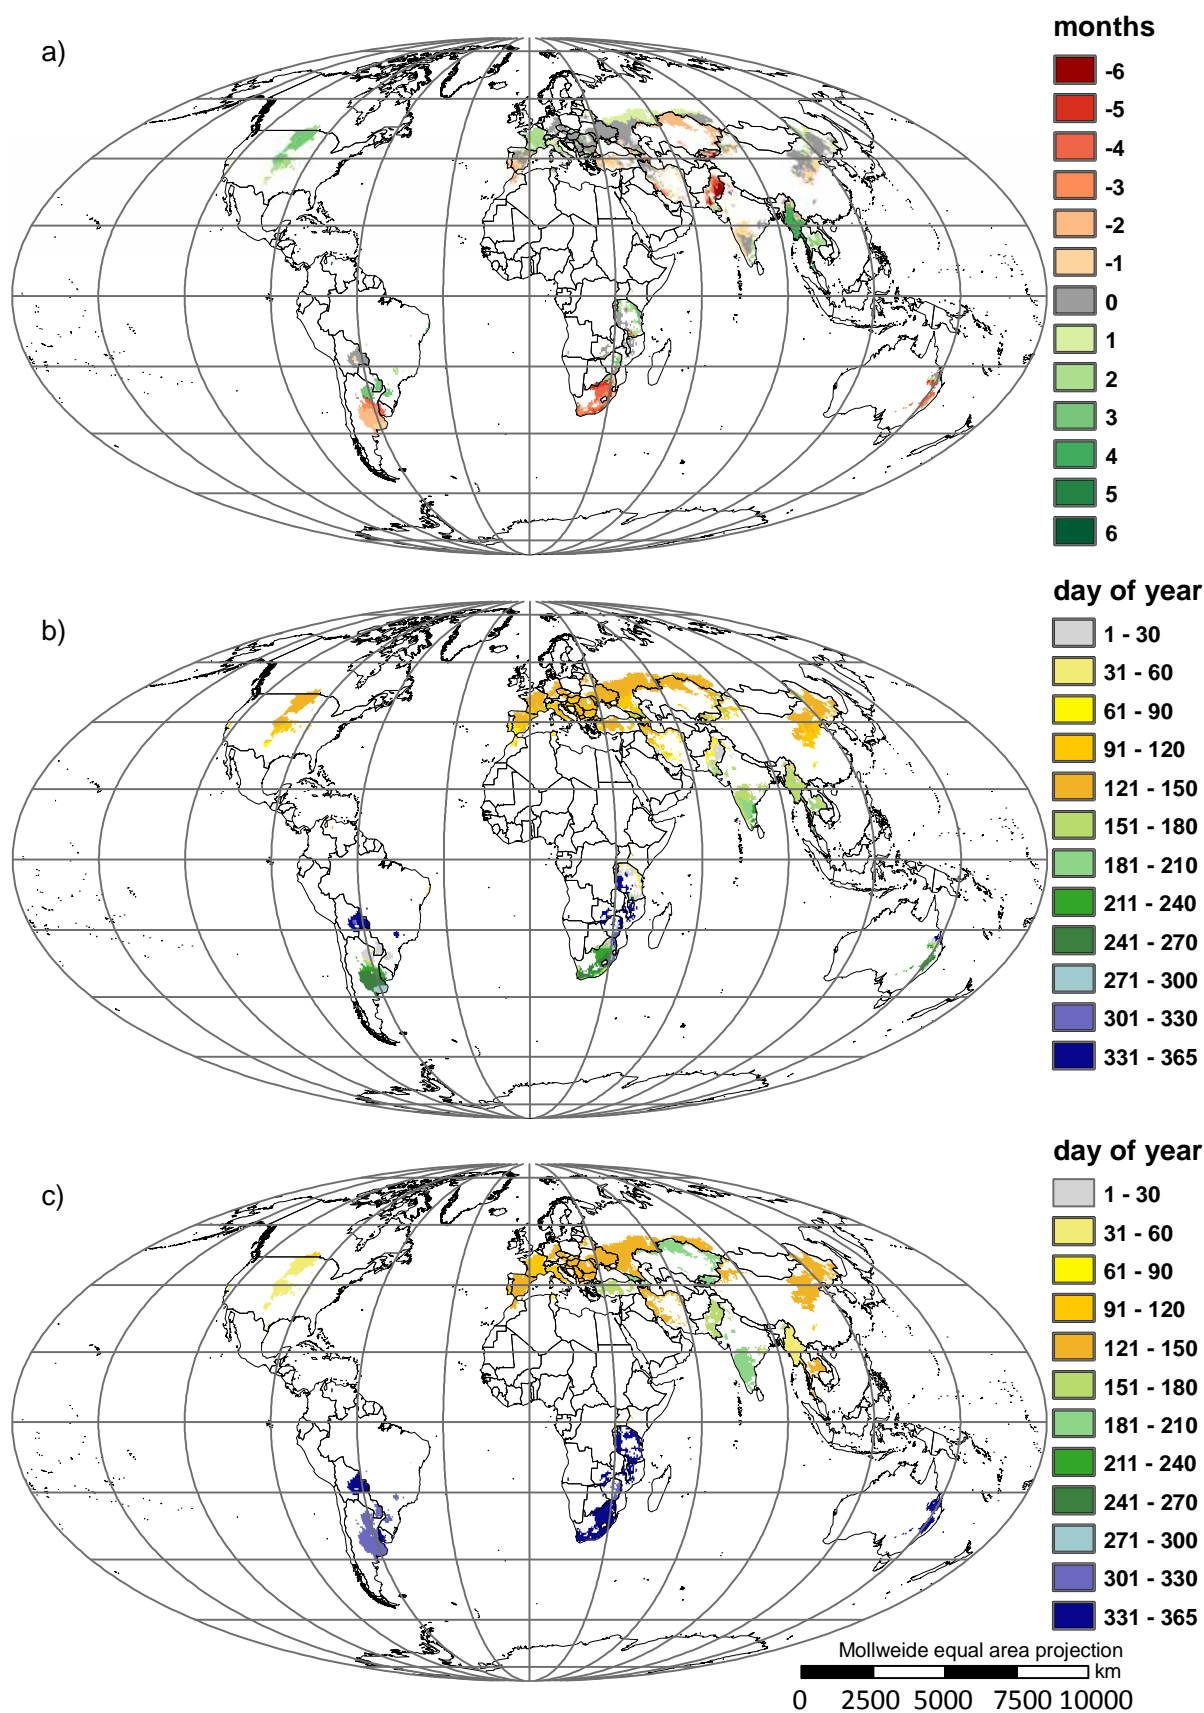 a)
months
-6
-5
-4
-3
-2
-1
0
1
2
3
4
5
6
b)
day of year
1 - 30
31 - 60
61 - 90
91 - 120
121 - 150
151 - 180
181 - 210
211 - 240
241 - 270
271 - 300
301 - 330
331 - 365
c)
day of year
1 - 30
31 - 60
61 - 90
91 - 120
121 - 150
151 - 180
181 - 210
211 - 240
241 - 270
271 - 300
301 - 330
331 - 365
Mollweide equal area projection
km
0 2500 5000 7500 10000